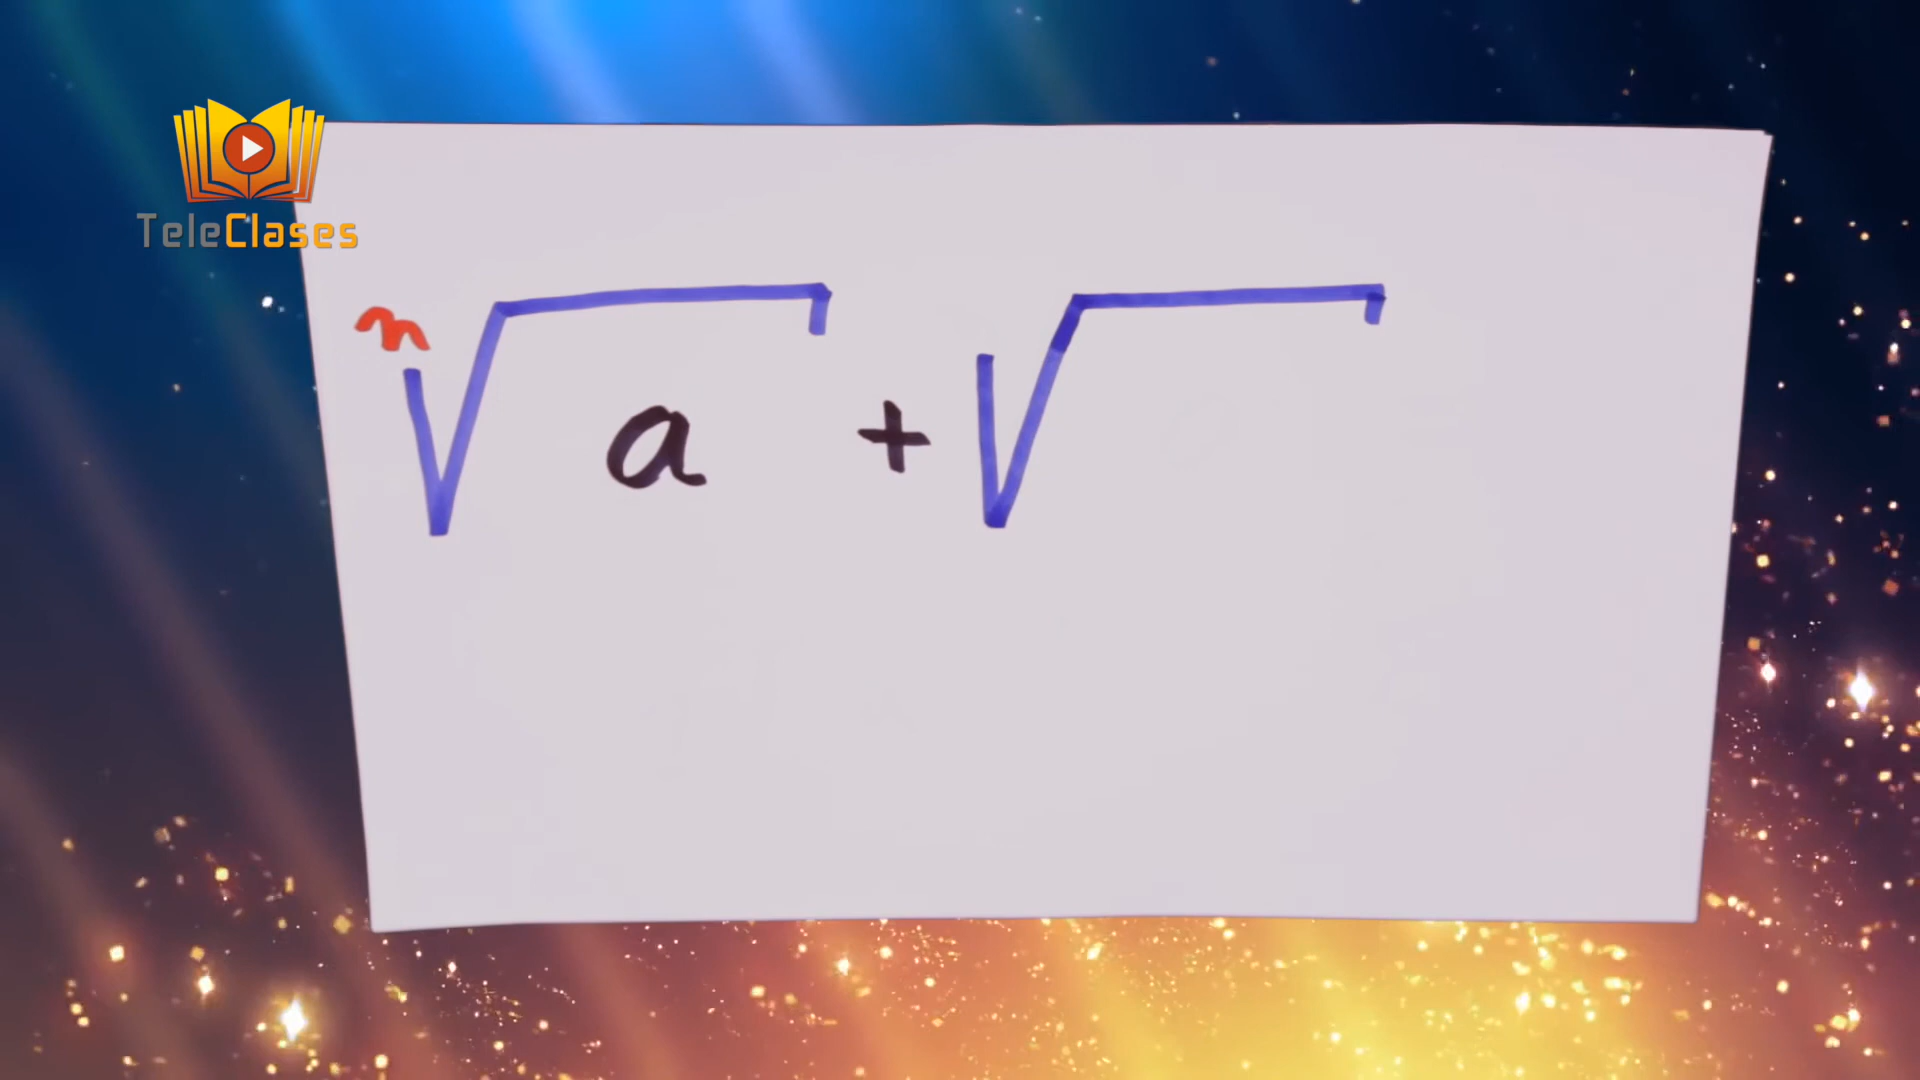 TeleClases
ⁿ√a + √